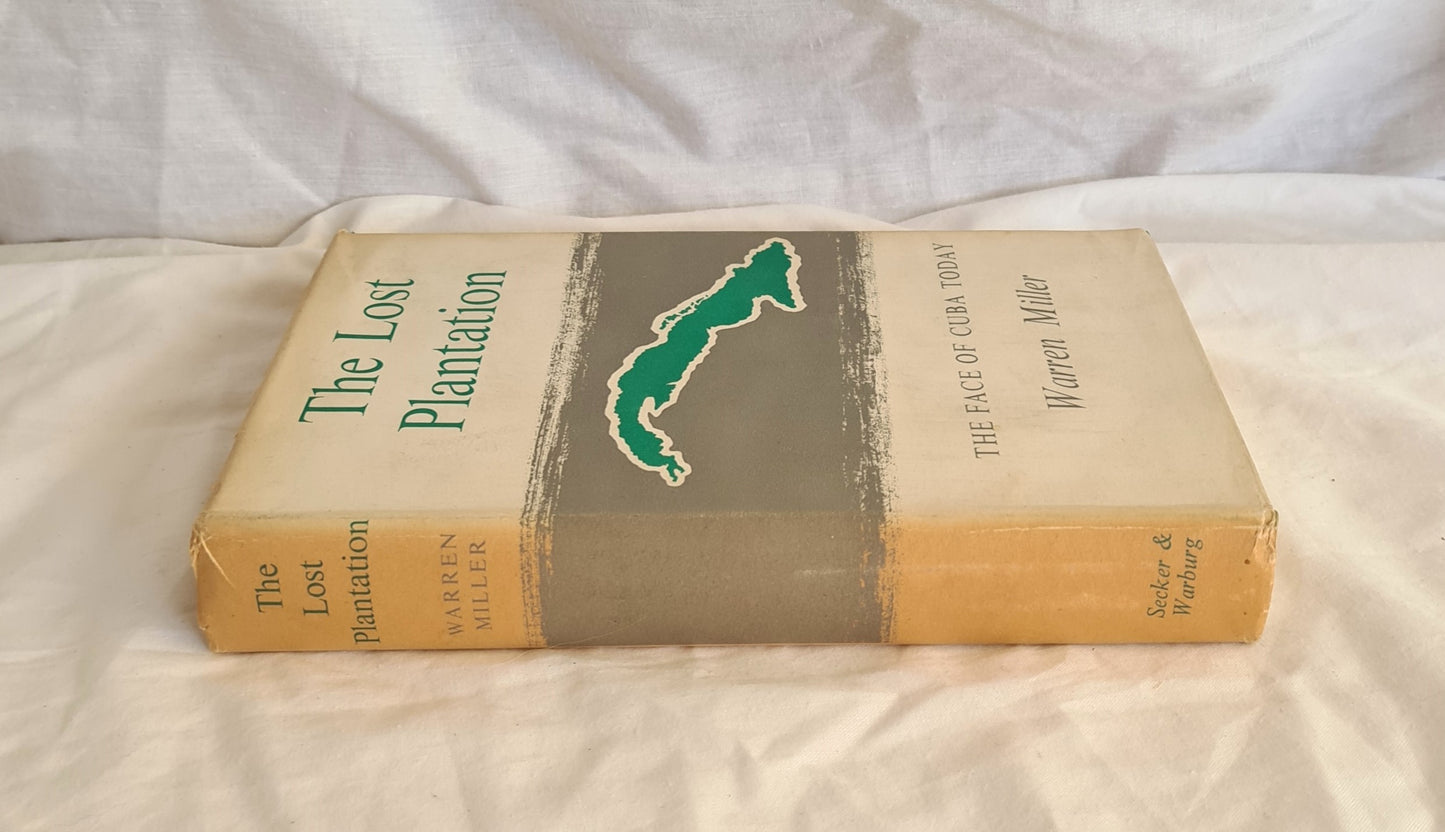 The Lost
Plantation
THE FACE OF CUBA TODAY
Warren Miller
The
Lost
Plantation
WARREN
MILLER
Secker &
Warburg